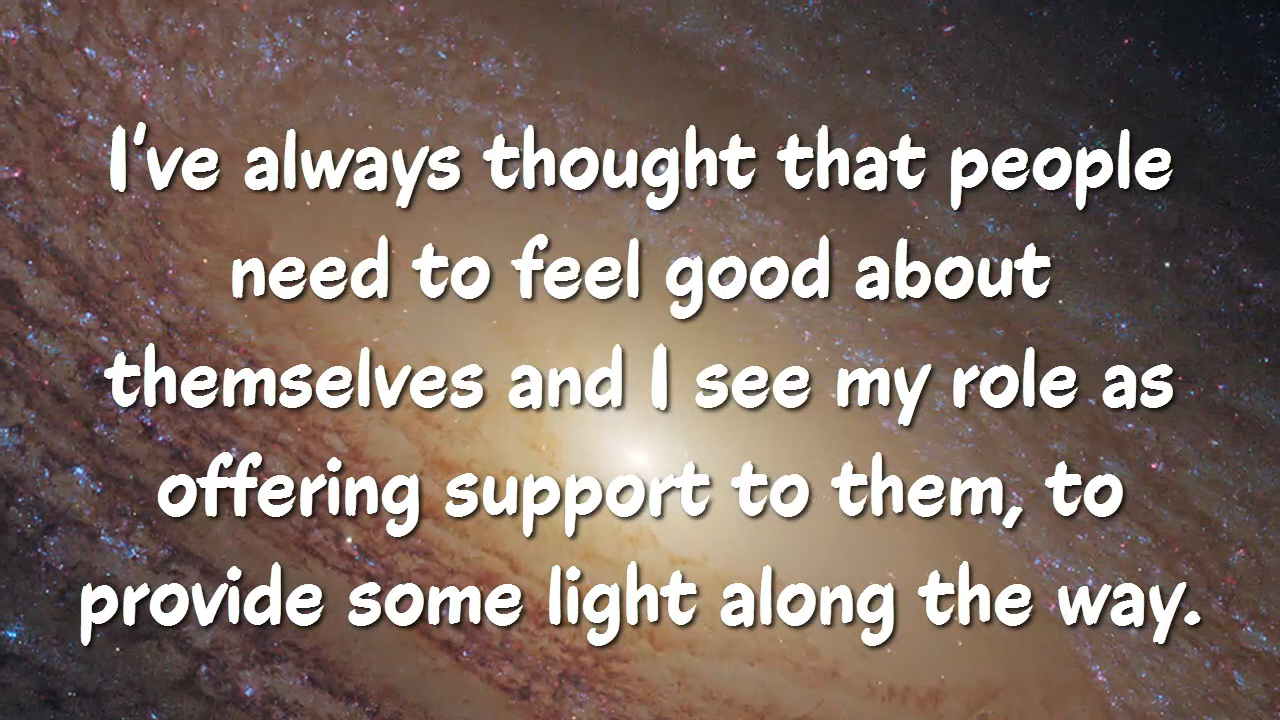 I've always thought that people
need to feel good about
themselves and I see my role as
offering support to them, to
provide some light along the way.